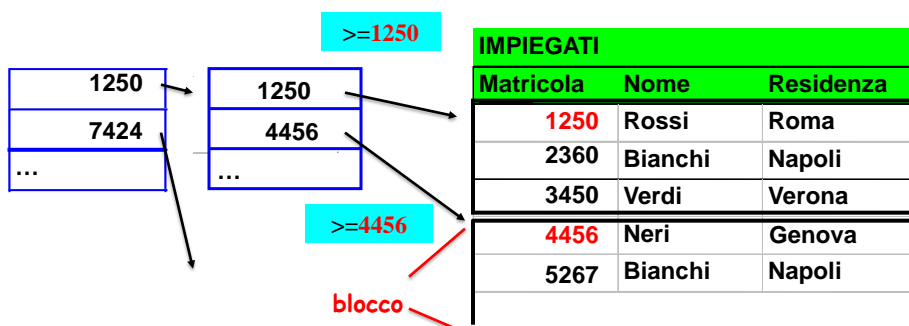 >=1250
IMPIEGATI
Matricola Nome Residenza
1250
7424
...
1250
4456
...
1250 Rossi Roma
2360 Bianchi Napoli
3450 Verdi Verona
>=4456
4456 Neri Genova
5267 Bianchi Napoli
blocco